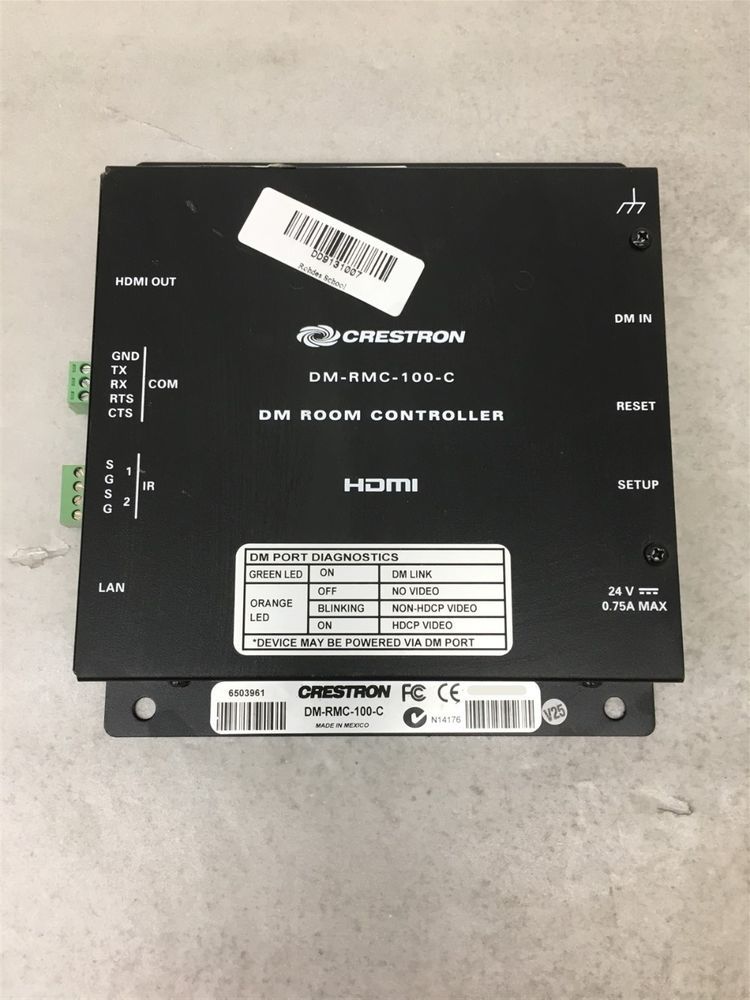 DD9131007
School
HDMI OUT
CRESTRON
DM IN
GND
TX
RX
RTS
CTS
COM
DM-RMC-100-C
RESET
DM ROOM CONTROLLER
S
G
S
G
1
2
IR
HDMI
SETUP
DM PORT DIAGNOSTICS
GREEN LED ON DM LINK
ORANGE LED
OFF NO VIDEO
BLINKING NON-HDCP VIDEO
ON HDCP VIDEO
*DEVICE MAY BE POWERED VIA DM PORT
LAN
24 V
0.75A MAX
6503961
CRESTRON FC CE
DM-RMC-100-C
MADE IN MEXICO
N14176
V25